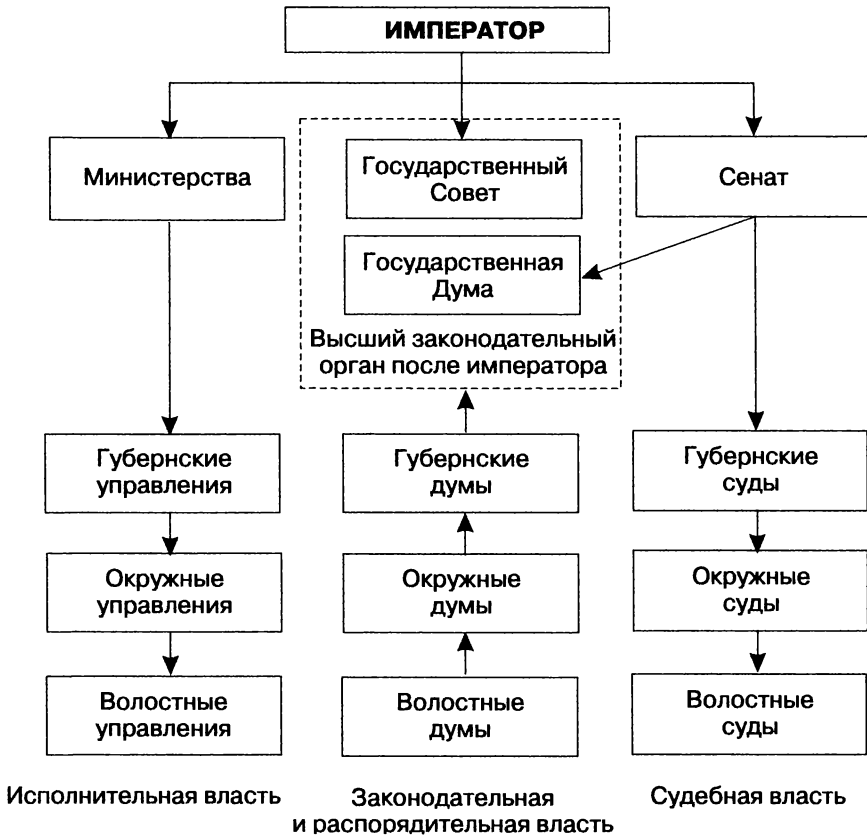 ИМПЕРАТОР
Министерства
Государственный
Совет
Сенат
Государственная
Дума
Высший законодательный
орган после императора
Губернские
управления
Губернские
думы
Губернские
суды
Окружные
управления
Окружные
думы
Окружные
суды
Волостные
управления
Волостные
думы
Волостные
суды
Исполнительная власть
Законодательная
и распорядительная власть
Судебная власть